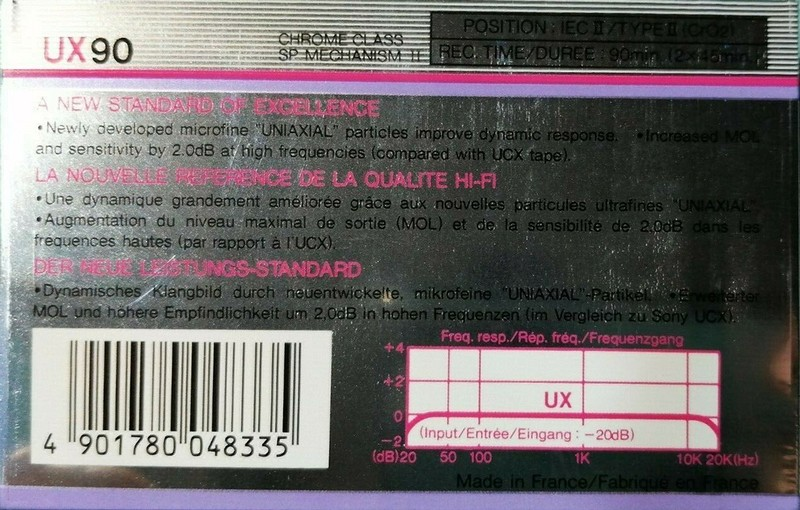 UX90
CHROME CLASS
SP MECHANISM II
POSITION : IEC II/TYPE II (CrO2)
REC. TIME/DUREE : 90min. (2×45min.)
A NEW STANDARD OF EXCELLENCE
•Newly developed microfine "UNIAXIAL" particles improve dynamic response. •Increased MOL
and sensitivity by 2.0dB at high frequencies (compared with UCX tape).
LA NOUVELLE REFERENCE DE LA QUALITE HI-FI
•Une dynamique grandement améliorée grâce aux nouvelles particules ultrafines "UNIAXIAL".
•Augmentation du niveau maximal de sortie (MOL) et de la sensibilité de 2.0dB dans les
frequences hautes (par rapport à l'UCX).
DER NEUE LEISTUNGS-STANDARD
•Dynamisches Klangbild durch neuentwickelte, mikrofeine "UNIAXIAL"-Partikel. •Erweiterter
MOL und höhere Empfindlichkeit um 2,0dB in hohen Frequenzen (im Vergleich zu Sony UCX).
Freq. resp./Rép. fréq./Frequenzgang
+4
+2
UX
0
(Input/Entrée/Eingang : −20dB)
−2
(dB) 20 50 100 1K 10K 20K(Hz)
4 901780 048335
Made in France/Fabriqué en France